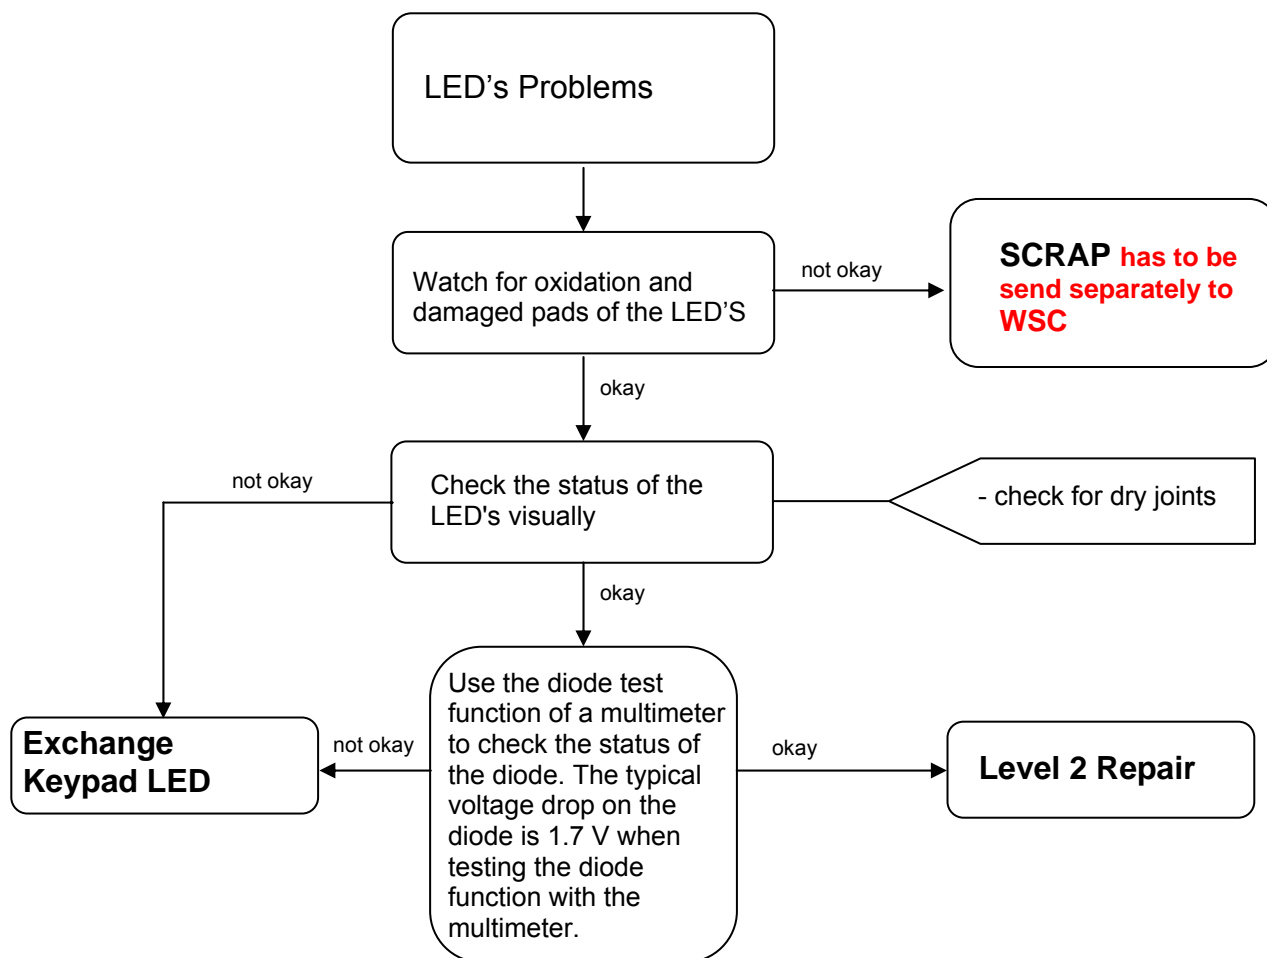 LED’s Problems
Watch for oxidation and
damaged pads of the LED’S
not okay
SCRAP has to be
send separately to
WSC
okay
not okay
Check the status of the
LED's visually
- check for dry joints
okay
Use the diode test
function of a multimeter
to check the status of
the diode. The typical
voltage drop on the
diode is 1.7 V when
testing the diode
function with the
multimeter.
not okay
Exchange
Keypad LED
okay
Level 2 Repair